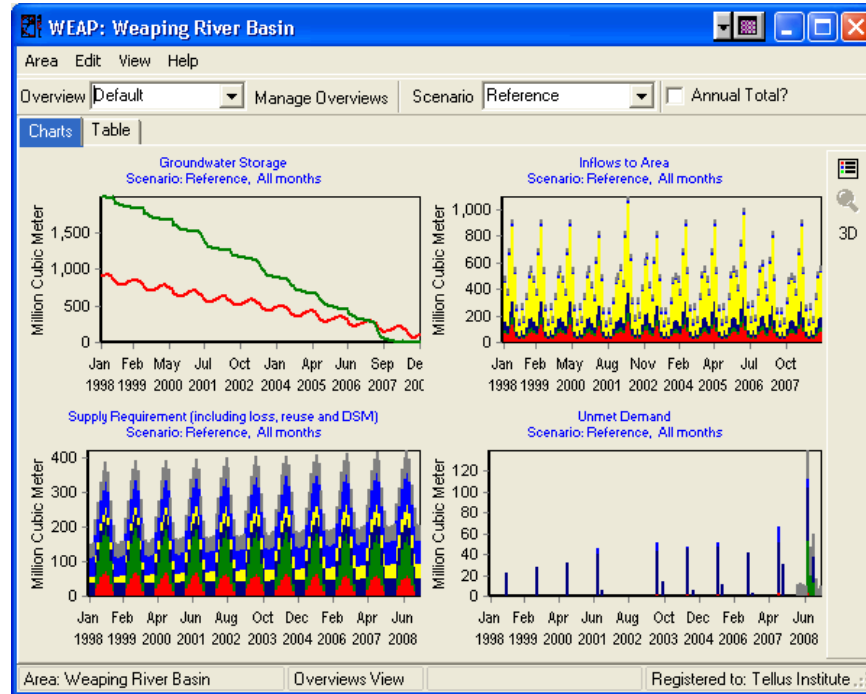 WEAP: Weaping River Basin
Area Edit View Help
Overview Default Manage Overviews Scenario Reference Annual Total?
Charts Table
Groundwater Storage
Scenario: Reference, All months
Million Cubic Meter
1,500
1,000
500
0
Jan Feb May Jul Oct Jan Apr Jun Sep De
1998 1999 2000 2001 2002 2004 2005 2006 2007 200
Inflows to Area
Scenario: Reference, All months
Million Cubic Meter
1,000
800
600
400
200
0
Jan Feb May Aug Nov Feb Apr Jul Oct
1998 1999 2000 2001 2002 2004 2005 2006 2007
3D
Supply Requirement (including loss, reuse and DSM)
Scenario: Reference, All months
Million Cubic Meter
400
300
200
100
0
Jan Feb Apr Jun Aug Oct Dec Feb Apr Jun
1998 1999 2000 2001 2002 2003 2004 2006 2007 2008
Unmet Demand
Scenario: Reference, All months
Million Cubic Meter
120
100
80
60
40
20
0
Jan Feb Apr Jun Aug Oct Dec Feb Apr Jun
1998 1999 2000 2001 2002 2003 2004 2006 2007 2008
Area: Weaping River Basin Overviews View Registered to: Tellus Institute